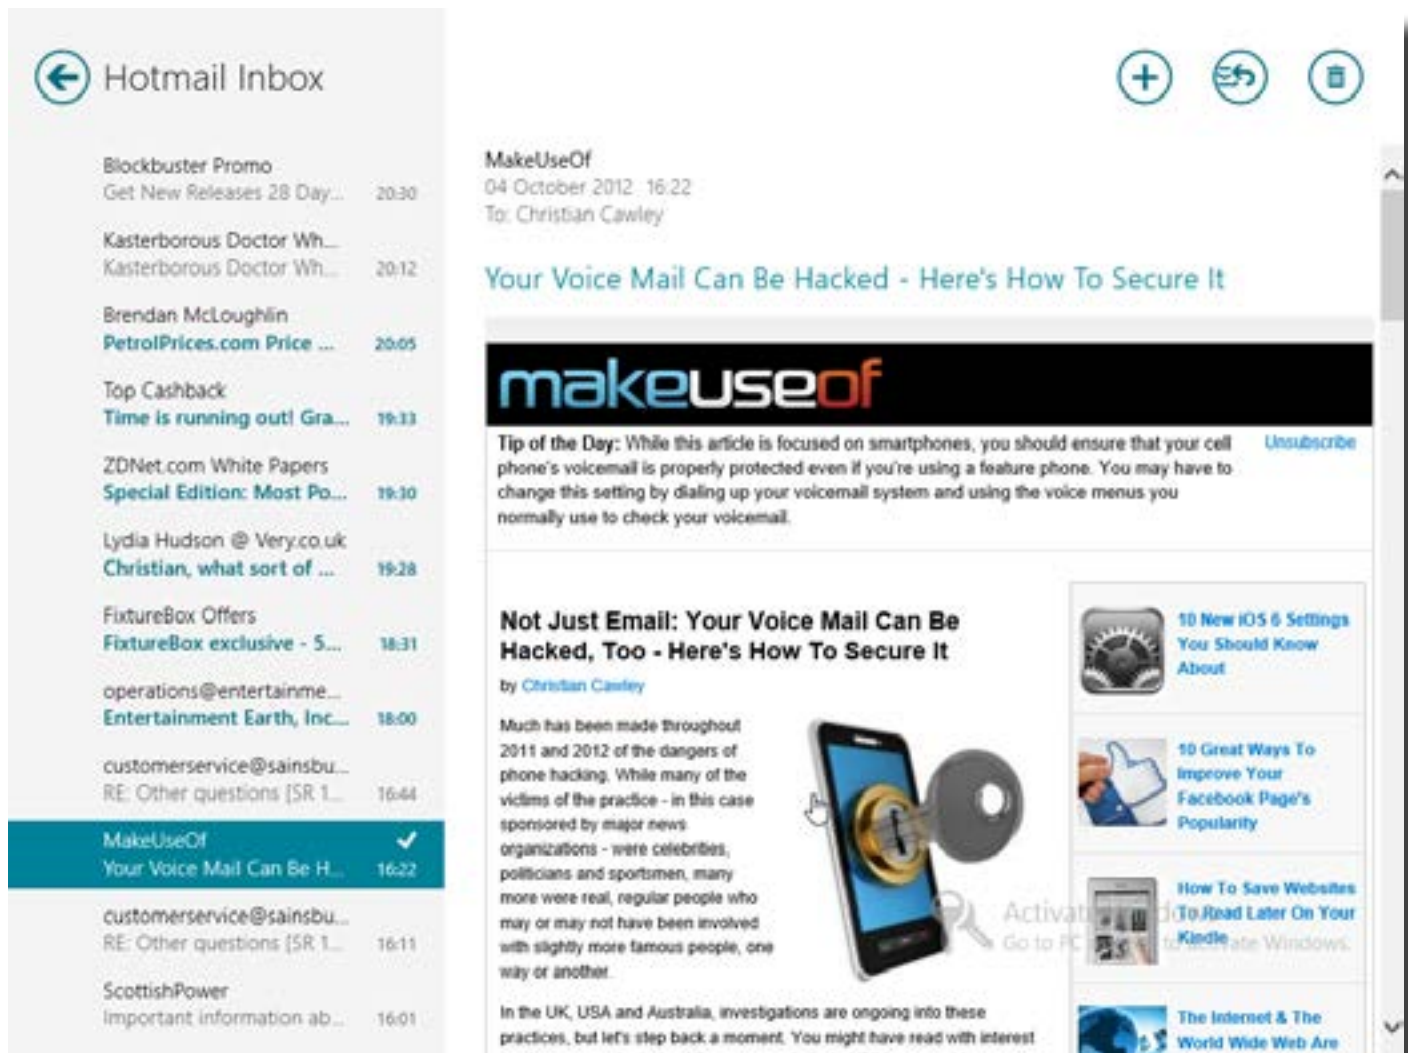 Hotmail Inbox
Blockbuster Promo
Get New Releases 28 Day...
20:30
Kasterborous Doctor Wh...
Kasterborous Doctor Wh...
20:12
Brendan McLoughlin
PetrolPrices.com Price ...
20:05
Top Cashback
Time is running out! Gra...
19:33
ZDNet.com White Papers
Special Edition: Most Po...
19:30
Lydia Hudson @ Very.co.uk
Christian, what sort of ...
19:28
FixtureBox Offers
FixtureBox exclusive - 5...
18:31
operations@entertainme...
Entertainment Earth, Inc...
18:00
customerservice@sainsbu...
RE: Other questions [SR 1...
16:44
MakeUseOf
Your Voice Mail Can Be H...
16:22
customerservice@sainsbu...
RE: Other questions [SR 1...
16:11
ScottishPower
Important information ab...
16:01
MakeUseOf
04 October 2012 16:22
To: Christian Cawley
Your Voice Mail Can Be Hacked - Here's How To Secure It
makeuseof
Tip of the Day: While this article is focused on smartphones, you should ensure that your cell
phone's voicemail is properly protected even if you're using a feature phone. You may have to
change this setting by dialing up your voicemail system and using the voice menus you
normally use to check your voicemail.
Unsubscribe
Not Just Email: Your Voice Mail Can Be
Hacked, Too - Here's How To Secure It
by Christian Cawley
Much has been made throughout
2011 and 2012 of the dangers of
phone hacking. While many of the
victims of the practice - in this case
sponsored by major news
organizations - were celebrities,
politicians and sportsmen, many
more were real, regular people who
may or may not have been involved
with slightly more famous people, one
way or another.
In the UK, USA and Australia, investigations are ongoing into these
practices, but let's step back a moment. You might have read with interest
10 New iOS 6 Settings
You Should Know
About
10 Great Ways To
Improve Your
Facebook Page's
Popularity
How To Save Websites
To Read Later On Your
Kindle
The Internet & The
World Wide Web Are
Go to PC to activate Windows.